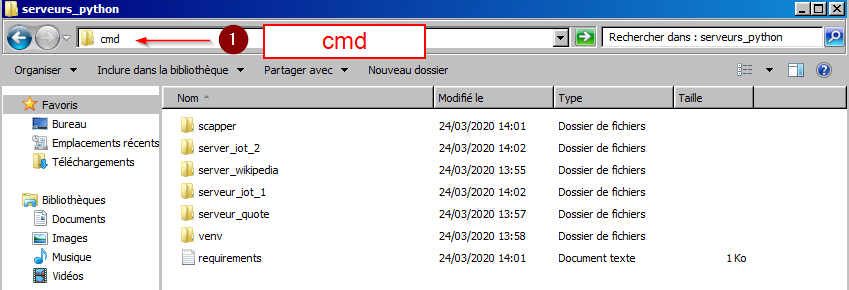 serveurs_python
cmd
1
cmd
Rechercher dans : serveurs_python
Organiser
Inclure dans la bibliothèque
Partager avec
Nouveau dossier
Favoris
Bureau
Emplacements récents
Téléchargements
Bibliothèques
Documents
Images
Musique
Vidéos
Nom Modifié le Type Taille
scapper 24/03/2020 14:01 Dossier de fichiers
server_iot_2 24/03/2020 14:02 Dossier de fichiers
server_wikipedia 24/03/2020 13:55 Dossier de fichiers
serveur_iot_1 24/03/2020 14:02 Dossier de fichiers
serveur_quote 24/03/2020 13:57 Dossier de fichiers
venv 24/03/2020 13:58 Dossier de fichiers
requirements 24/03/2020 14:01 Document texte 1 Ko